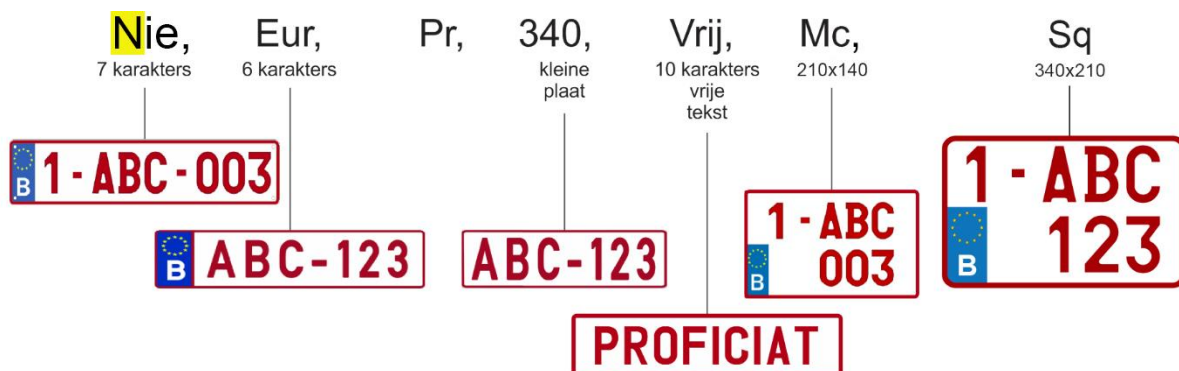 Nie, Eur, Pr, 340, Vrij, Mc, Sq
7 karakters 6 karakters kleine plaat 10 karakters vrije tekst 210x140 340x210
B 1-ABC-003
B ABC-123
ABC-123
1-ABC
B 003
1-ABC
B 123
PROFICIAT